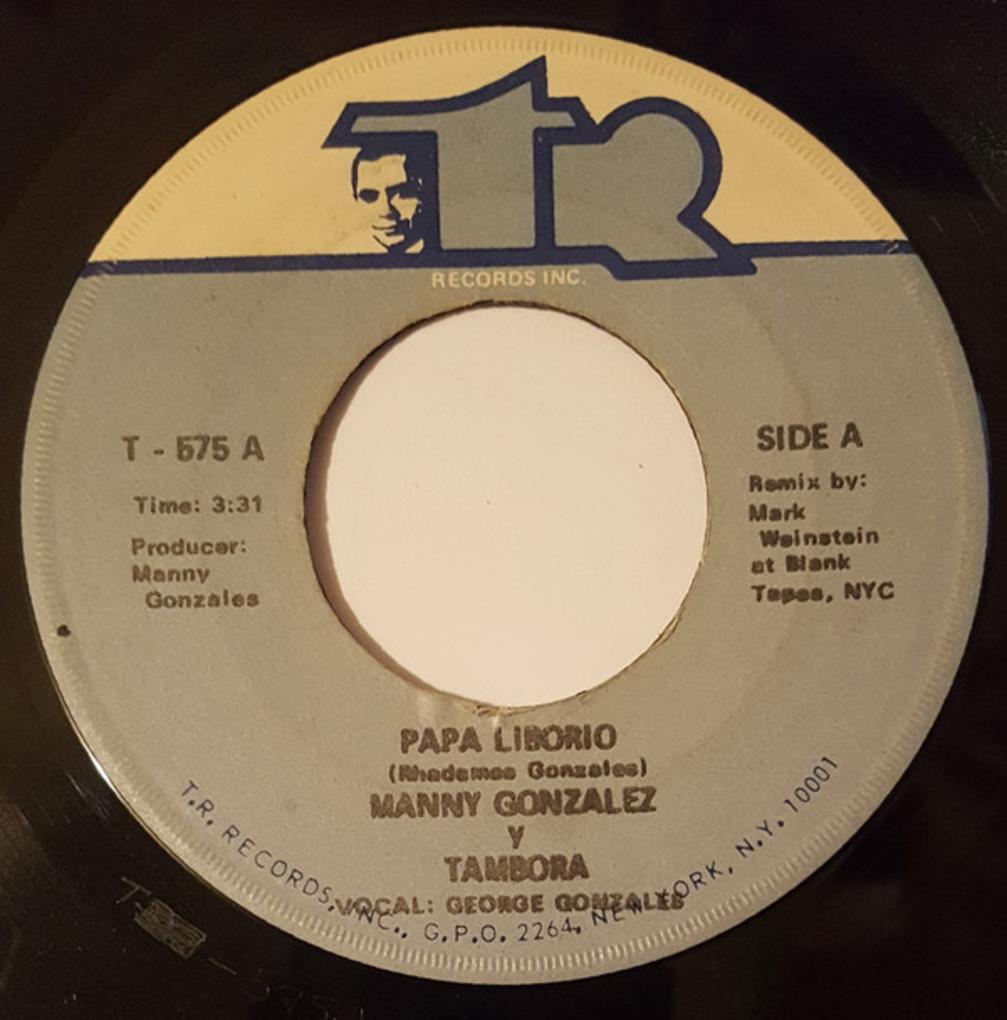 TR
RECORDS INC.
T - 575 A
Time: 3:31
Producer:
Manny
Gonzales
SIDE A
Remix by:
Mark
Weinstein
at Blank
Tapes, NYC
PAPA LIBORIO
(Rhadames Gonzales)
MANNY GONZALEZ
Y
TAMBORA
VOCAL: GEORGE GONZALES
T.R. RECORDS, INC., G.P.O. 2264, NEW YORK, N.Y. 10001